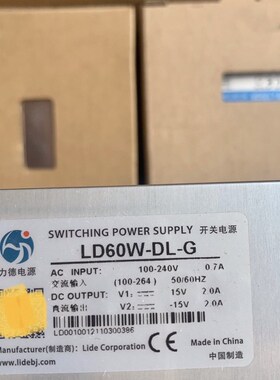 SWITCHING POWER SUPPLY 开关电源
LD60W-DL-G
力德电源
AC INPUT: 100-240V 0.7A
交流输入 (100-264) 50/60HZ
DC OUTPUT: V1: 15V 2.0A
直流输出 V2: -15V 2.0A
LD0010012110300386
Manufacturer(制造商): Lide Corporation
www.lidebj.com
Made in China
中国制造